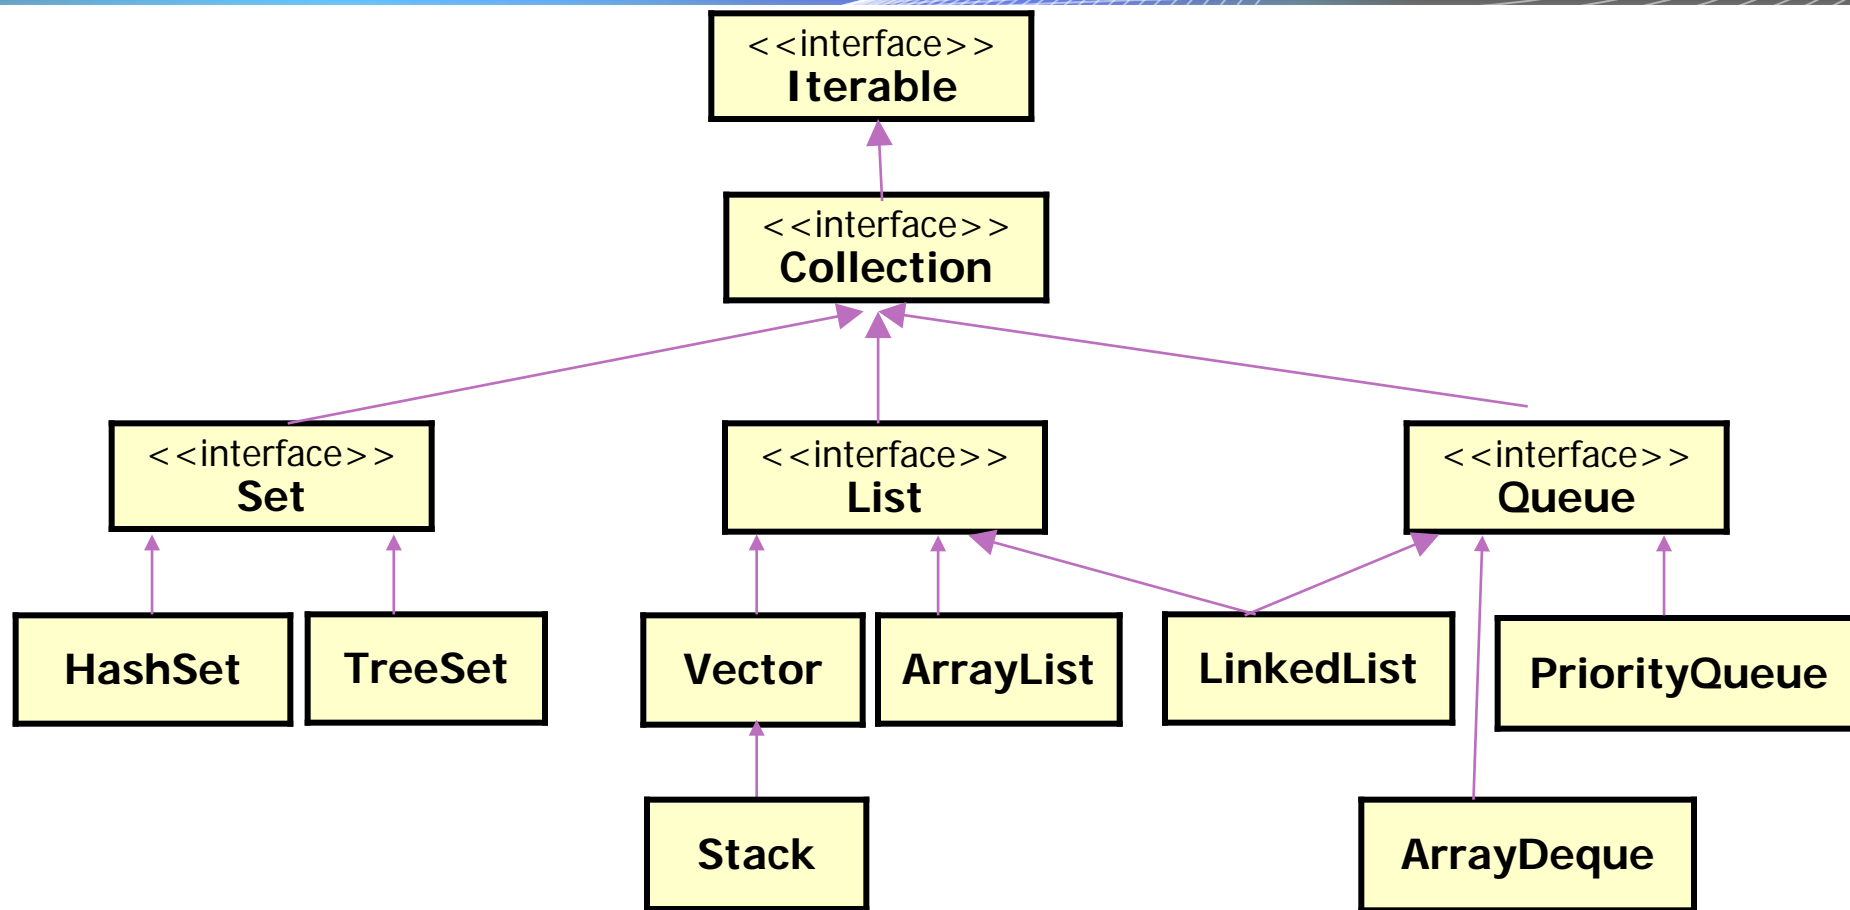 <<interface>>
Iterable
<<interface>>
Collection
<<interface>>
Set
<<interface>>
List
<<interface>>
Queue
HashSet
TreeSet
Vector
ArrayList
LinkedList
PriorityQueue
Stack
ArrayDeque